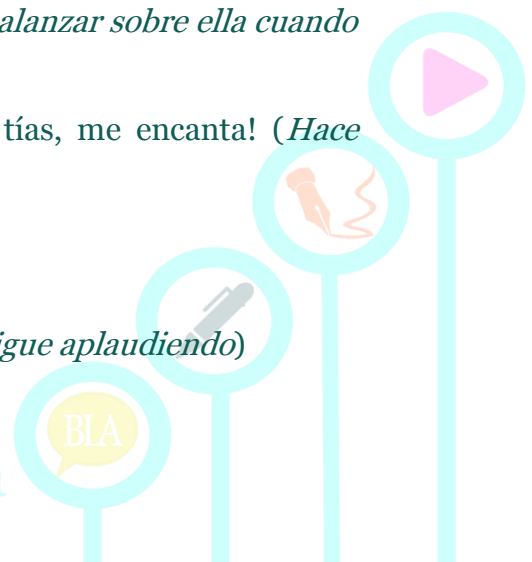 alanzar sobre ella cuando
tías, me encanta! (Hace
igue aplaudiendo)
BLA